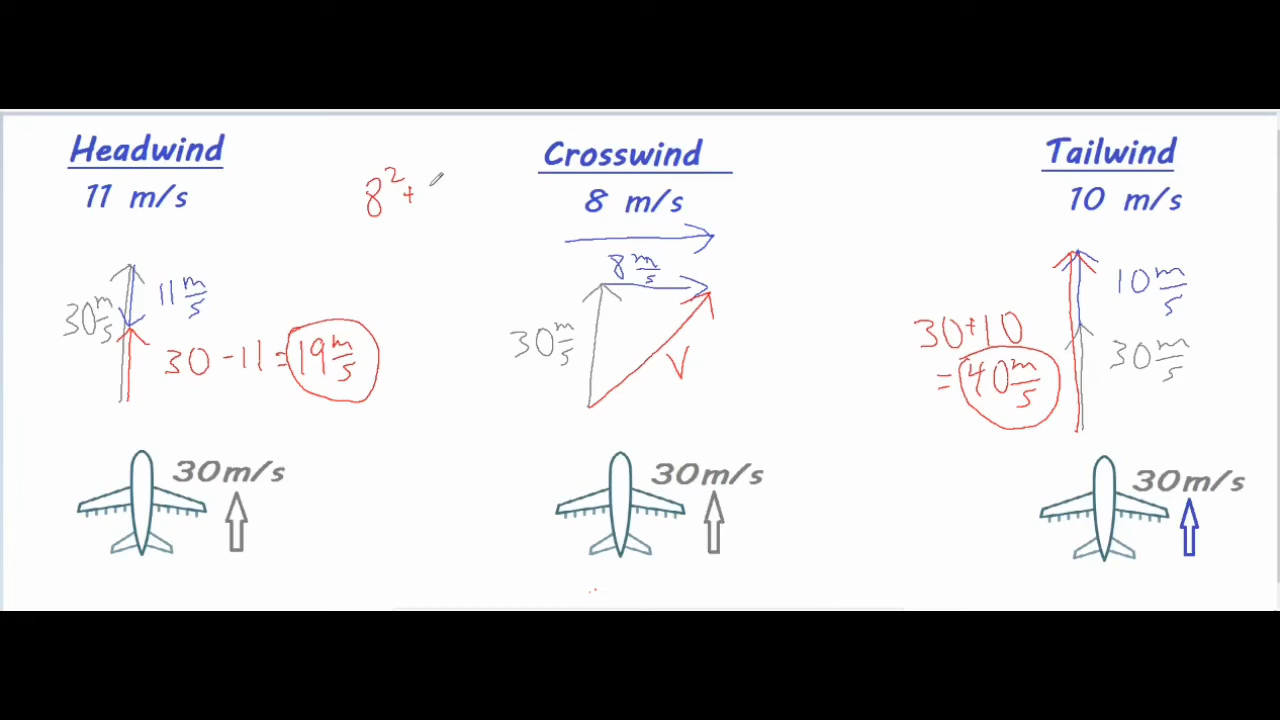 Headwind
11 m/s
8² +
30 m/s
11 m/s
30 - 11 = 19 m/s
30m/s
Crosswind
8 m/s
8 m/s
30 m/s
V
30m/s
Tailwind
10 m/s
10 m/s
30+10
= 40 m/s
30 m/s
30m/s